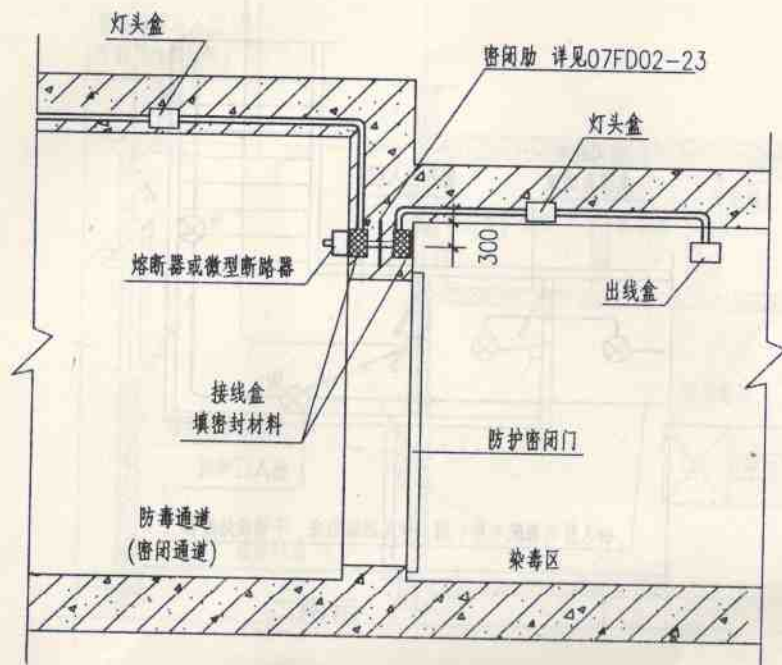 灯头盒
密闭肋 详见07FD02-23
灯头盒
300
熔断器或微型断路器
出线盒
接线盒
填密封材料
防护密闭门
防毒通道
(密闭通道)
染毒区